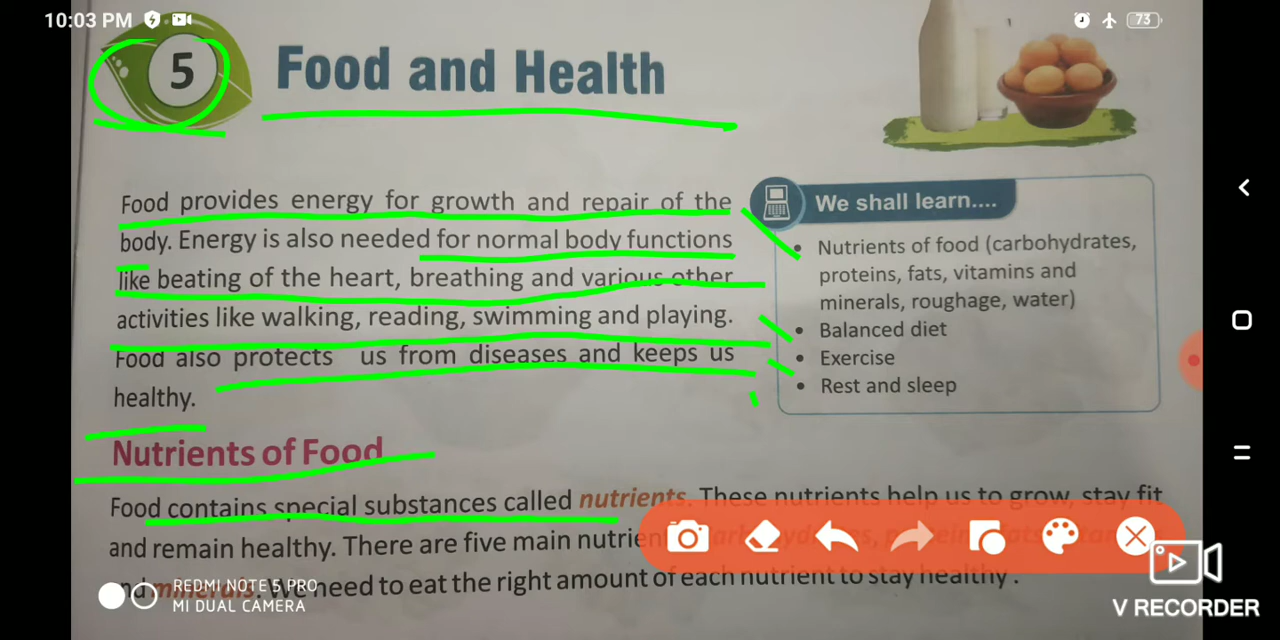 10:03 PM
73
5
Food and Health
Food provides energy for growth and repair of the
body. Energy is also needed for normal body functions
like beating of the heart, breathing and various other
activities like walking, reading, swimming and playing.
Food also protects us from diseases and keeps us
healthy.
We shall learn....
• Nutrients of food (carbohydrates,
proteins, fats, vitamins and
minerals, roughage, water)
• Balanced diet
• Exercise
• Rest and sleep
Nutrients of Food
Food contains special substances called nutrients. These nutrients help us to grow, stay fit
and remain healthy. There are five main
minerals. We need to eat the right amount of each nutrient to stay healthy.
REDMI NOTE 5 PRO
MI DUAL CAMERA
V RECORDER